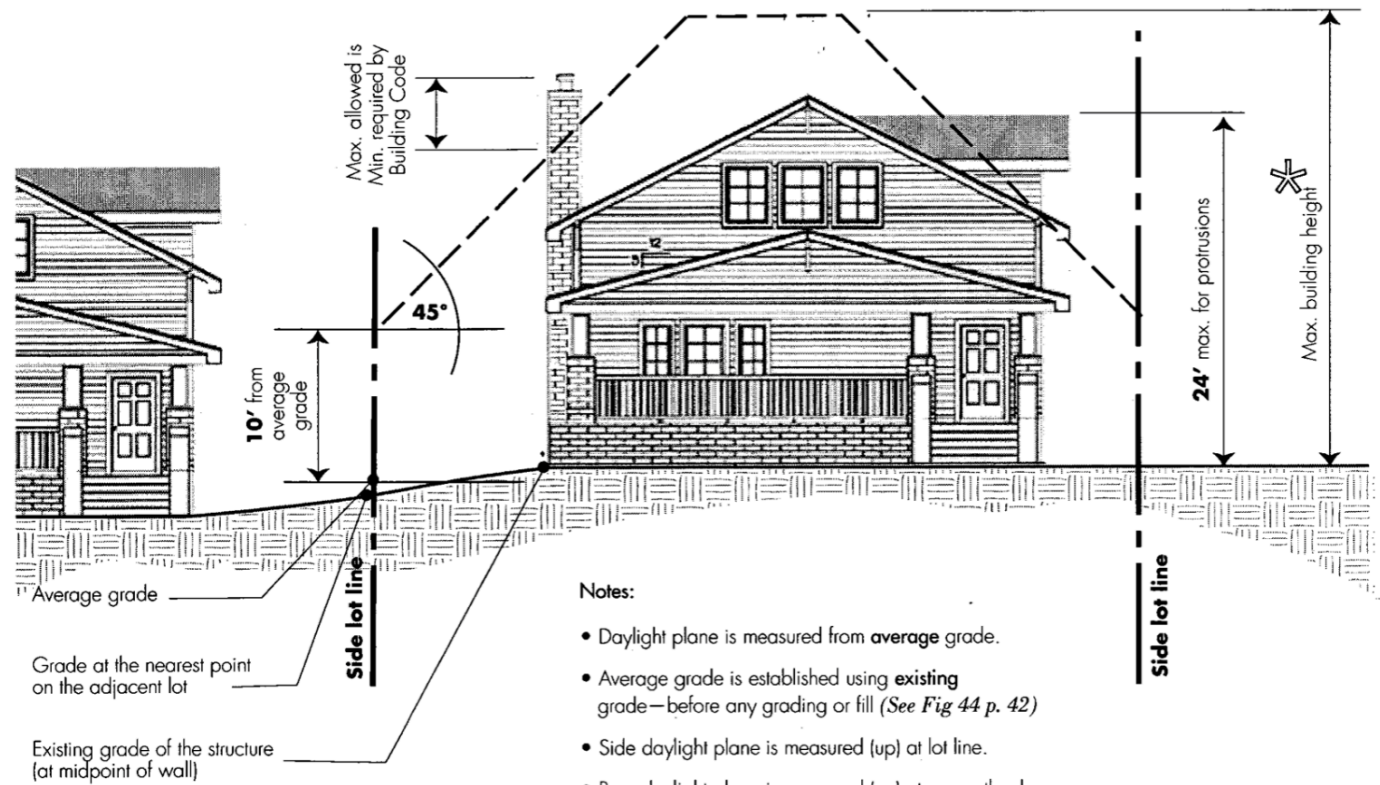 Max. allowed is
Min. required by
Building Code
45°
10' from
average
grade
12
5
24' max. for protrusions
*
Max. building height
Average grade
Grade at the nearest point
on the adjacent lot
Existing grade of the structure
(at midpoint of wall)
Side lot line
Side lot line
Notes:
• Daylight plane is measured from average grade.
• Average grade is established using existing
grade—before any grading or fill (See Fig 44 p. 42)
• Side daylight plane is measured (up) at lot line.